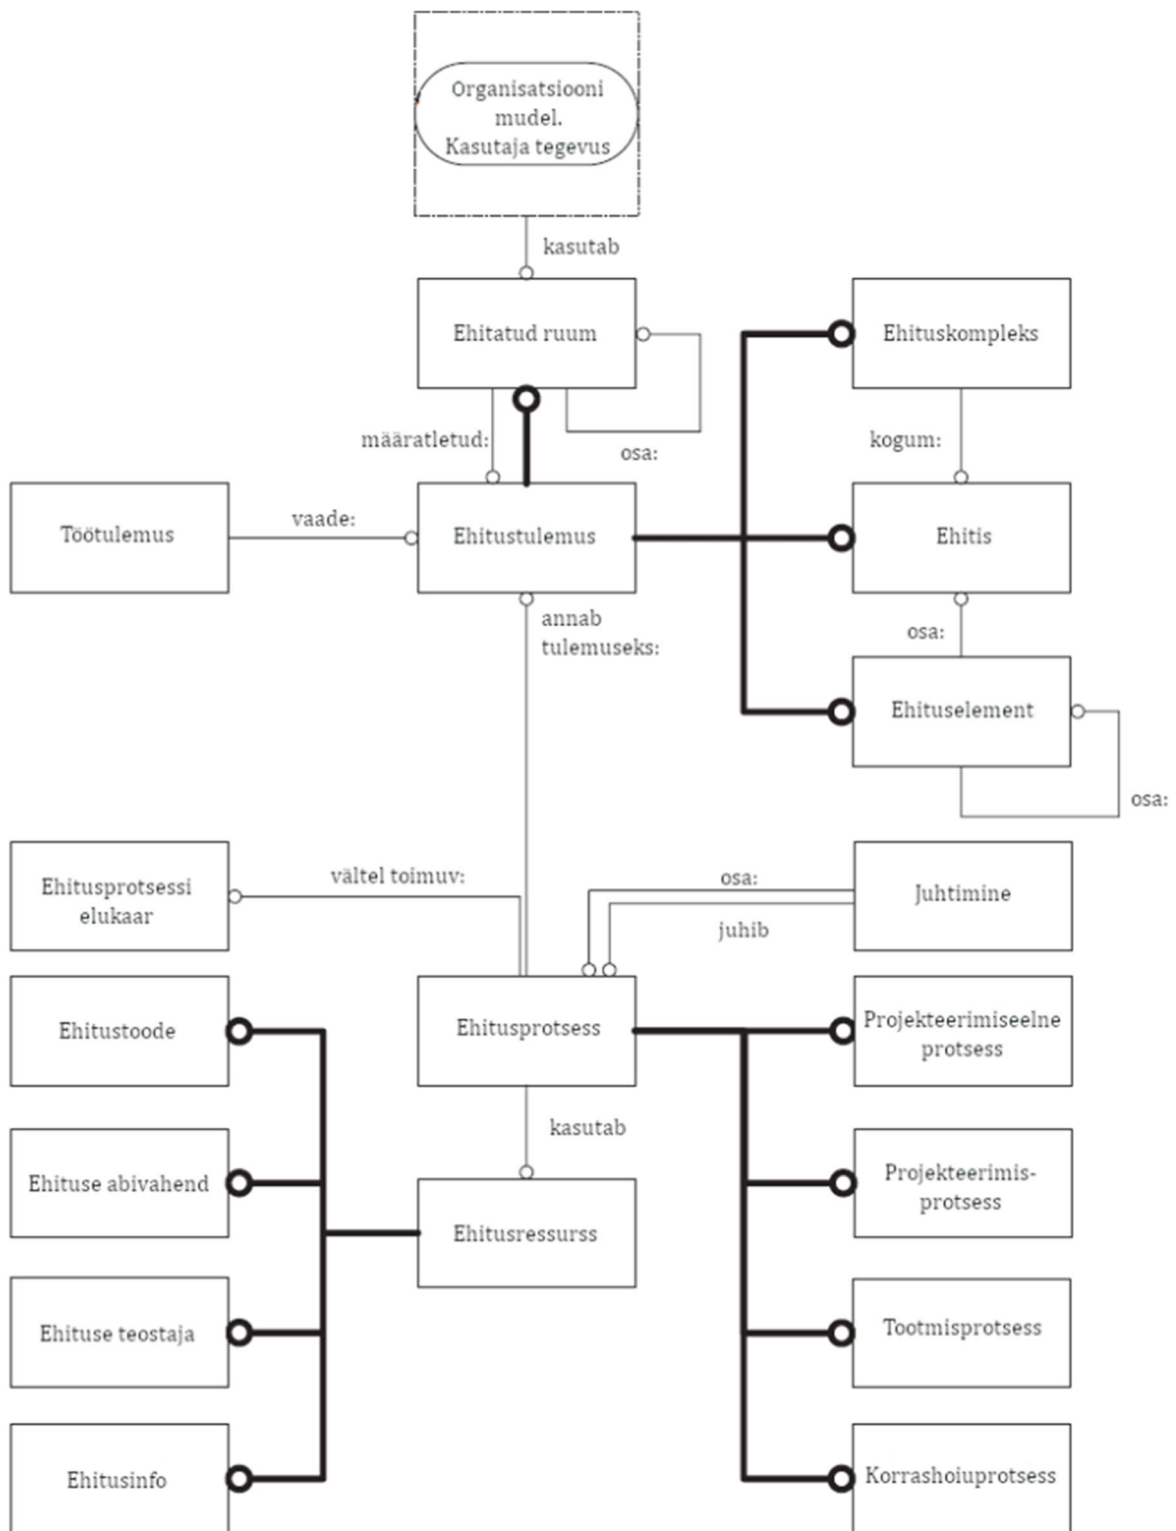 Organisatsiooni
mudel.
Kasutaja tegevus
kasutab
Ehitatud ruum
Ehituskompleks
määratletud:
osa:
kogum:
Töötulemus
vaade:
Ehitustulemus
Ehitis
annab
tulemuseks:
osa:
Ehituselement
osa:
Ehitusprotsessi
elukaar
vältel toimuv:
osa:
juhib
Juhtimine
Ehitustoode
Ehitusprotsess
Projekteerimiseelne
protsess
kasutab
Ehituse abivahend
Projekteerimis-
protsess
Ehitusressurss
Ehituse teostaja
Tootmisprotsess
Ehitusinfo
Korrashoiuprotsess